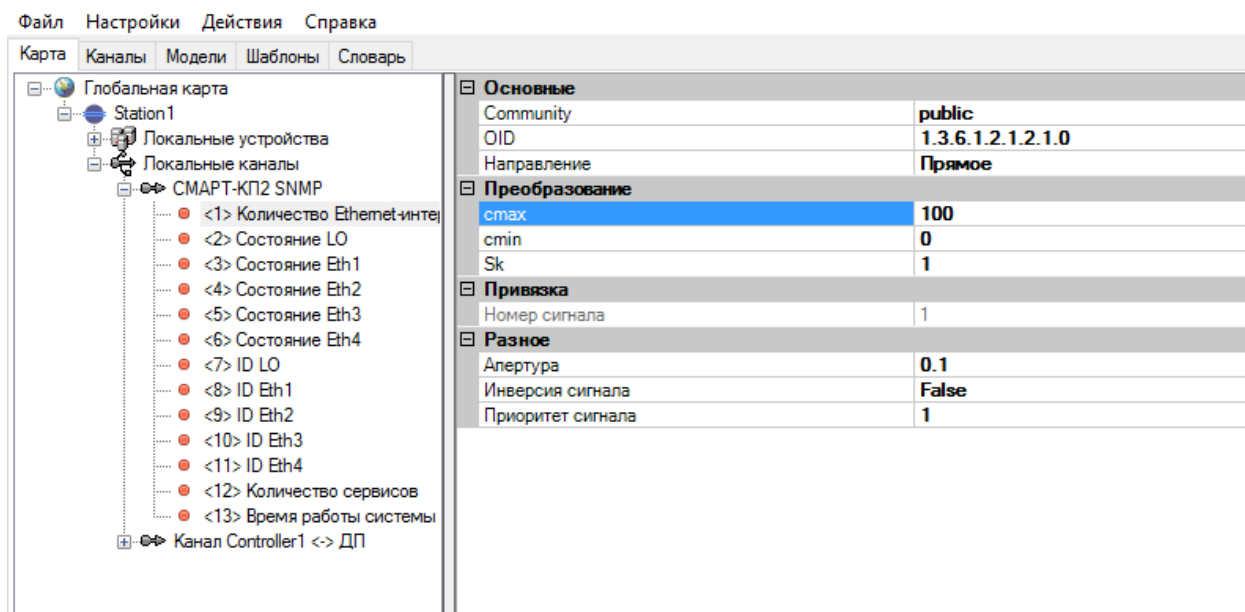 Файл Настройки Действия Справка
Карта Каналы Модели Шаблоны Словарь
Глобальная карта
Station1
Локальные устройства
Локальные каналы
СМАРТ-КП2 SNMP
<1> Количество Ethernet-интер
<2> Состояние LO
<3> Состояние Eth1
<4> Состояние Eth2
<5> Состояние Eth3
<6> Состояние Eth4
<7> ID LO
<8> ID Eth1
<9> ID Eth2
<10> ID Eth3
<11> ID Eth4
<12> Количество сервисов
<13> Время работы системы
Канал Controller1 <-> ДП
Основные
Community public
OID 1.3.6.1.2.1.2.1.0
Направление Прямое
Преобразование
cmax 100
cmin 0
Sk 1
Привязка
Номер сигнала 1
Разное
Апертура 0.1
Инверсия сигнала False
Приоритет сигнала 1